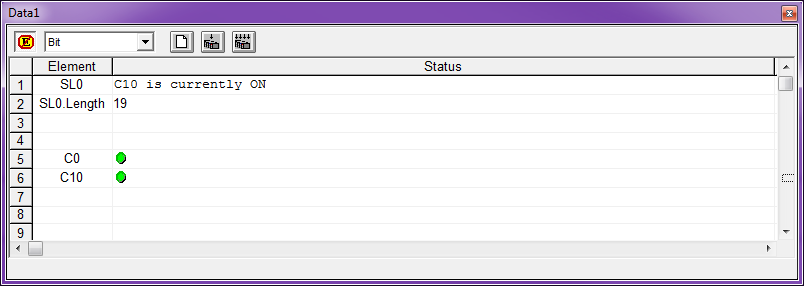 Data1
E Bit
Element Status
1 SL0 C10 is currently ON
2 SL0.Length 19
3
4
5 C0
6 C10
7
8
9